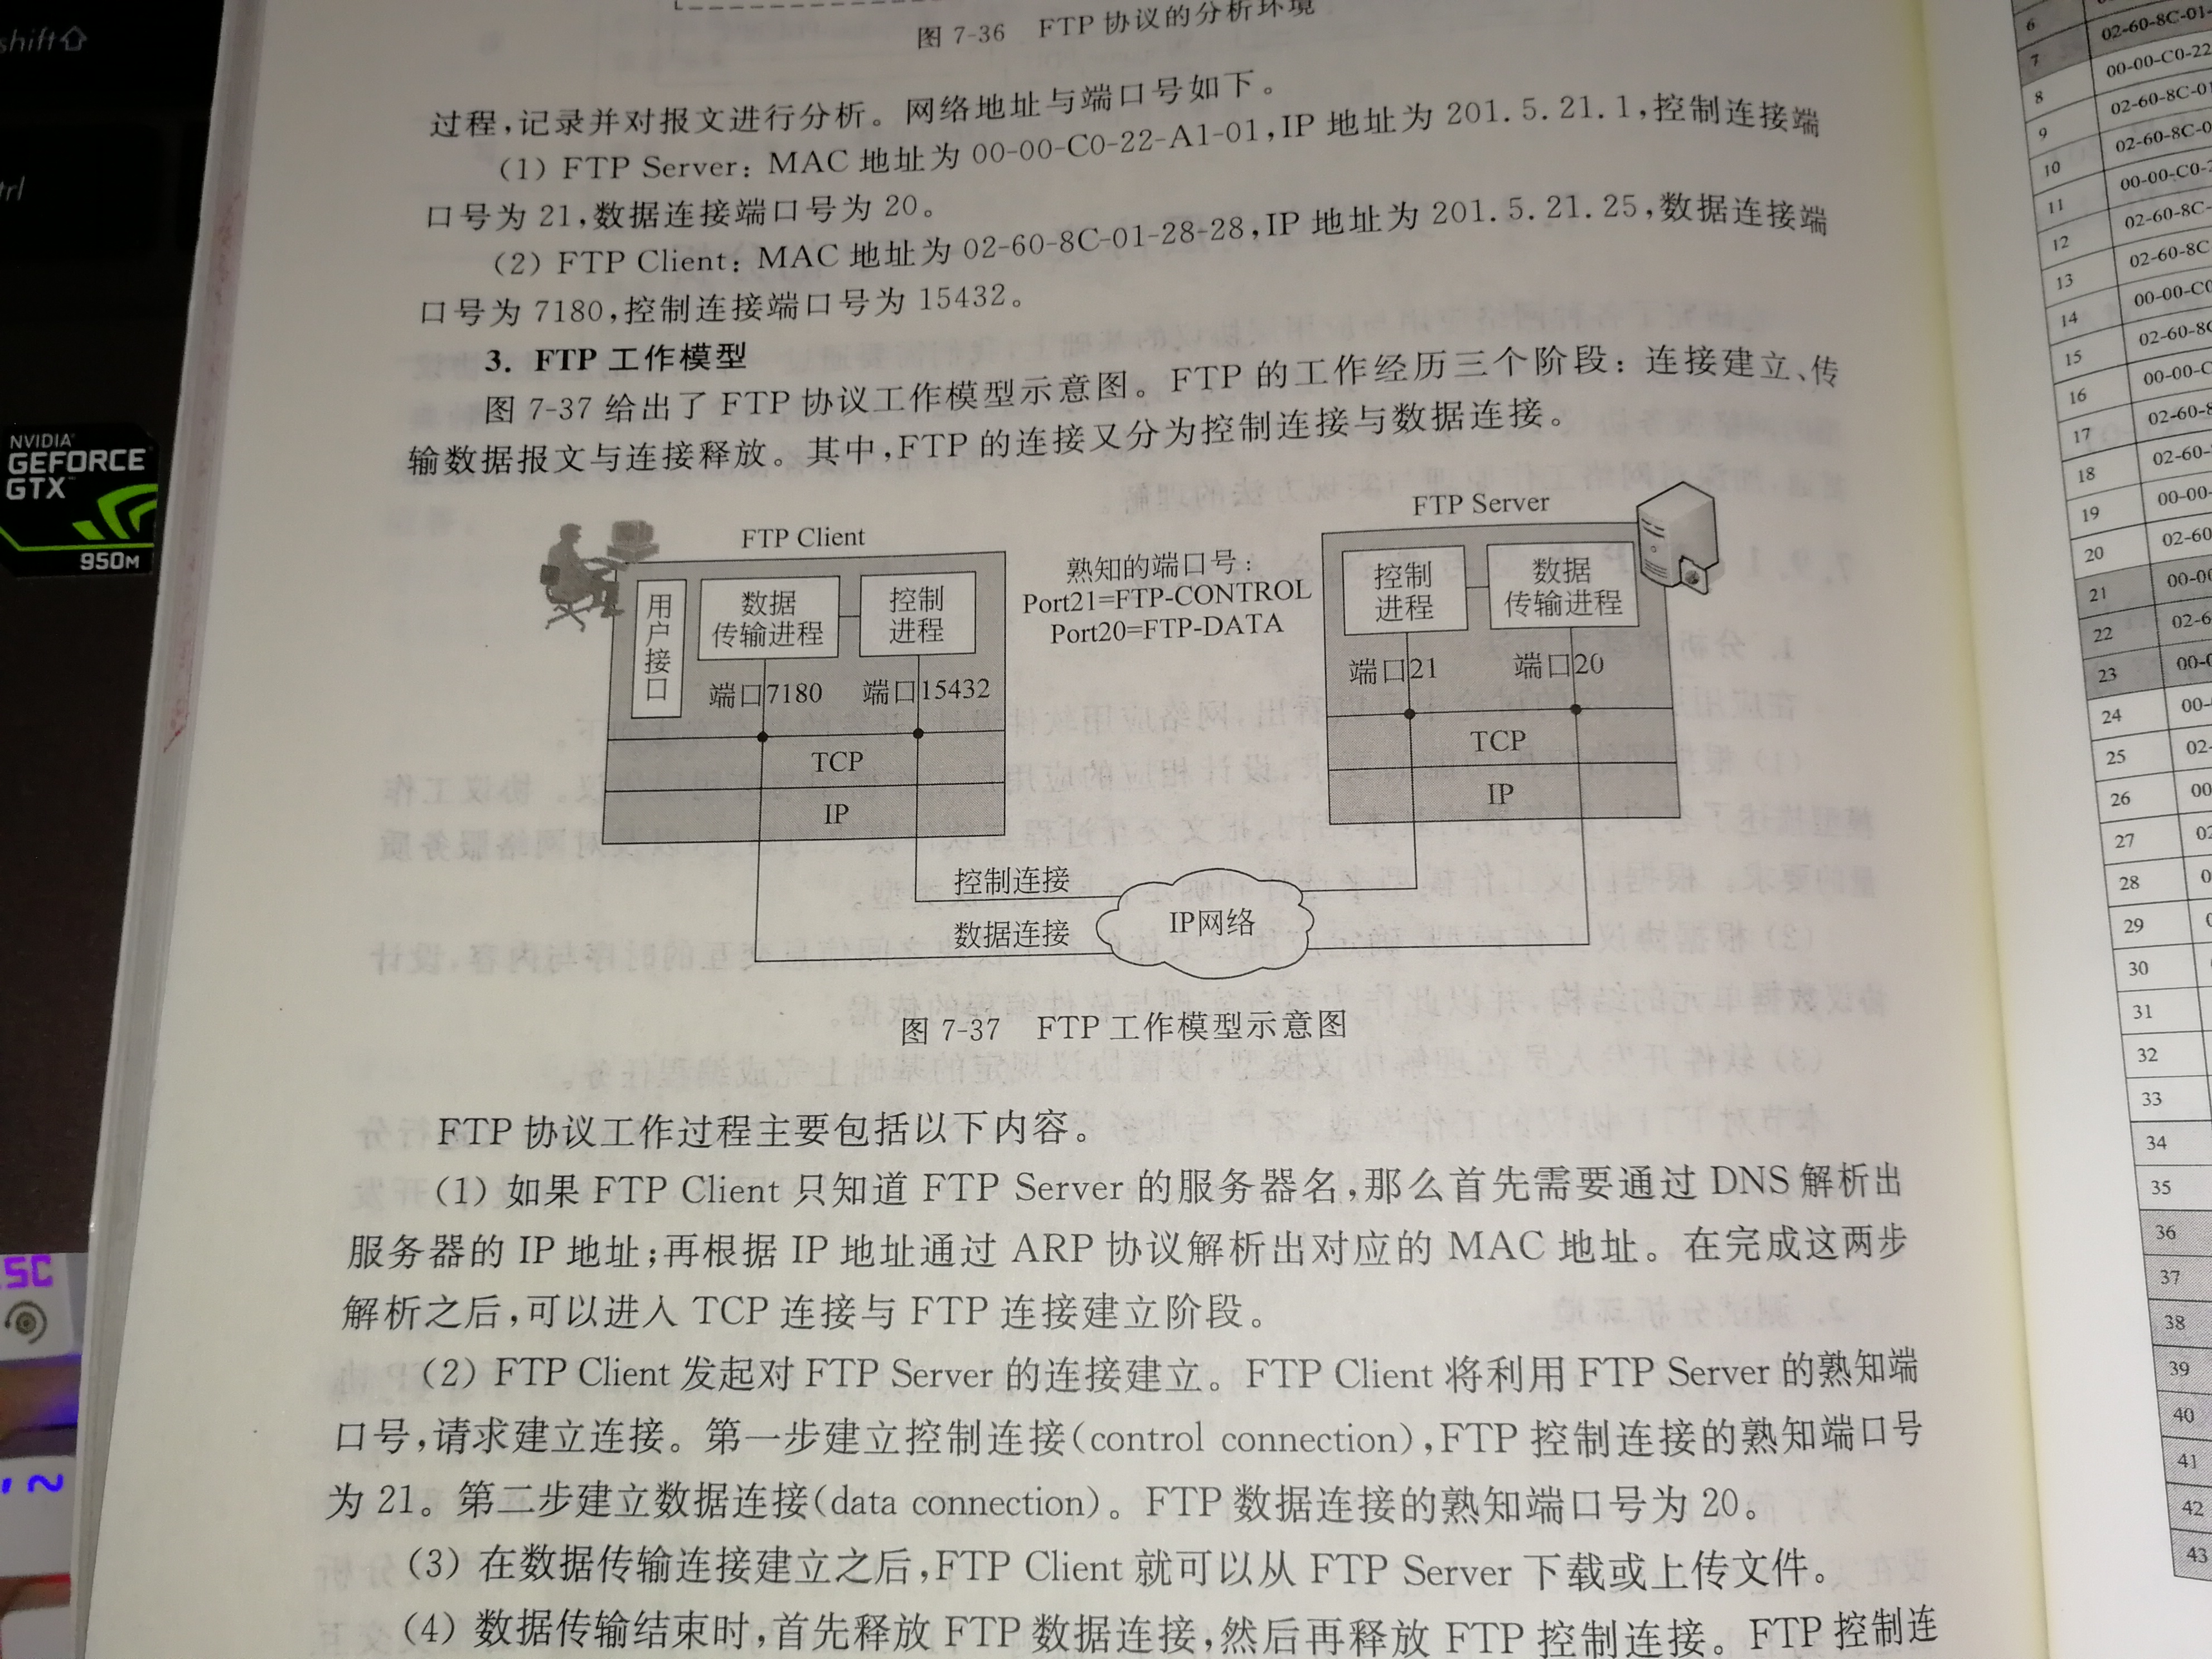 shift
NVIDIA
GEFORCE
GTX
950M
图 7-36 FTP 协议的分析环境
过程,记录并对报文进行分析。网络地址与端口号如下。
(1) FTP Server: MAC 地址为 00-00-C0-22-A1-01,IP 地址为 201.5.21.1,控制连接端
口号为 21,数据连接端口号为 20。
(2) FTP Client: MAC 地址为 02-60-8C-01-28-28,IP 地址为 201.5.21.25,数据连接端
口号为 7180,控制连接端口号为 15432。
3. FTP 工作模型
图 7-37 给出了 FTP 协议工作模型示意图。FTP 的工作经历三个阶段: 连接建立、传
输数据报文与连接释放。其中,FTP 的连接又分为控制连接与数据连接。
FTP Client
用户接口
数据
传输进程
控制
进程
端口7180
端口15432
TCP
IP
熟知的端口号:
Port21=FTP-CONTROL
Port20=FTP-DATA
FTP Server
控制
进程
数据
传输进程
端口21
端口20
TCP
IP
控制连接
数据连接
IP网络
图 7-37 FTP 工作模型示意图
FTP 协议工作过程主要包括以下内容。
(1) 如果 FTP Client 只知道 FTP Server 的服务器名,那么首先需要通过 DNS 解析出
服务器的 IP 地址;再根据 IP 地址通过 ARP 协议解析出对应的 MAC 地址。在完成这两步
解析之后,可以进入 TCP 连接与 FTP 连接建立阶段。
(2) FTP Client 发起对 FTP Server 的连接建立。FTP Client 将利用 FTP Server 的熟知端
口号,请求建立连接。第一步建立控制连接(control connection),FTP 控制连接的熟知端口号
为 21。第二步建立数据连接(data connection)。FTP 数据连接的熟知端口号为 20。
(3) 在数据传输连接建立之后,FTP Client 就可以从 FTP Server 下载或上传文件。
(4) 数据传输结束时,首先释放 FTP 数据连接,然后再释放 FTP 控制连接。FTP 控制连
6
7 02-60-8C-01-
8 00-00-C0-22
9 02-60-8C-01
10 02-60-8C-0
11 00-00-C0-2
12 02-60-8C-
13 02-60-8C
14 00-00-C0
15 02-60-8C
16 00-00-C
17 02-60-8
18 02-60-
19 00-00-
20 02-60
21 00-00
22 02-6
23 00-0
24 00-
25 02-
26 00
27 02
28 0
29
30
31
32
33
34
35
36
37
38
39
40
41
42
43